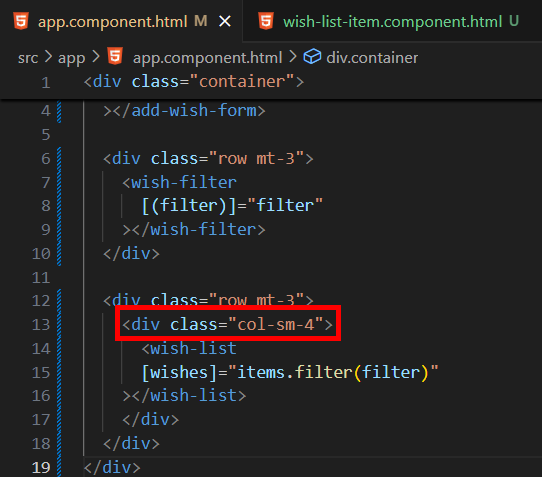 app.component.html M × wish-list-item.component.html U
src > app > app.component.html > div.container
1 <div class="container">
4 ></add-wish-form>
5
6 <div class="row mt-3">
7 <wish-filter
8 [(filter)]="filter"
9 ></wish-filter>
10 </div>
11
12 <div class="row mt-3">
13 <div class="col-sm-4">
14 <wish-list
15 [wishes]="items.filter(filter)"
16 ></wish-list>
17 </div>
18 </div>
19 </div>